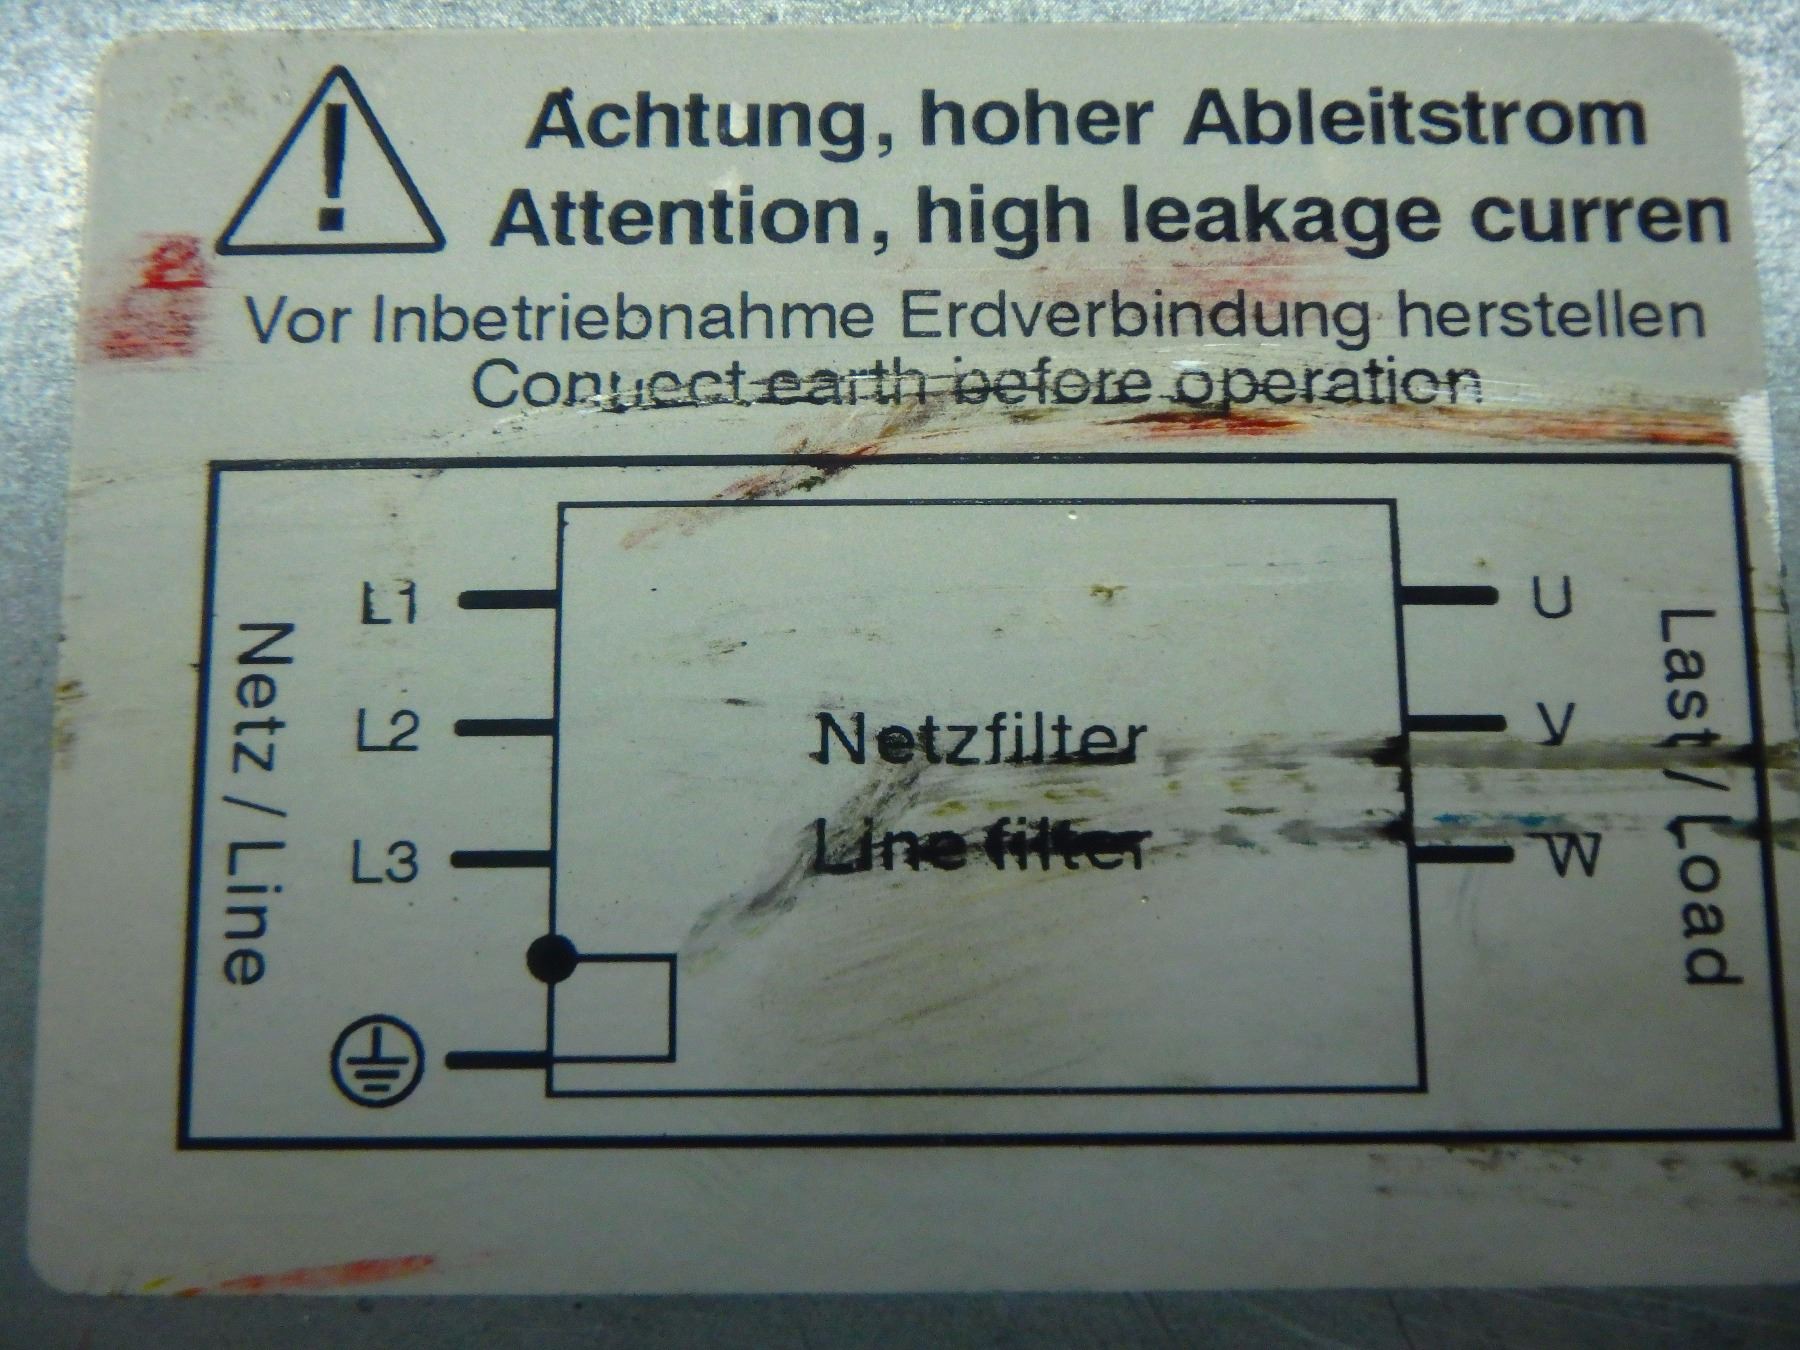 Achtung, hoher Ableitstrom
Attention, high leakage curren
Vor Inbetriebnahme Erdverbindung herstellen
Connect earth before operation
Netz / Line
L1
L2
L3
Netzfilter
Line filter
U
V
W
Last / Load